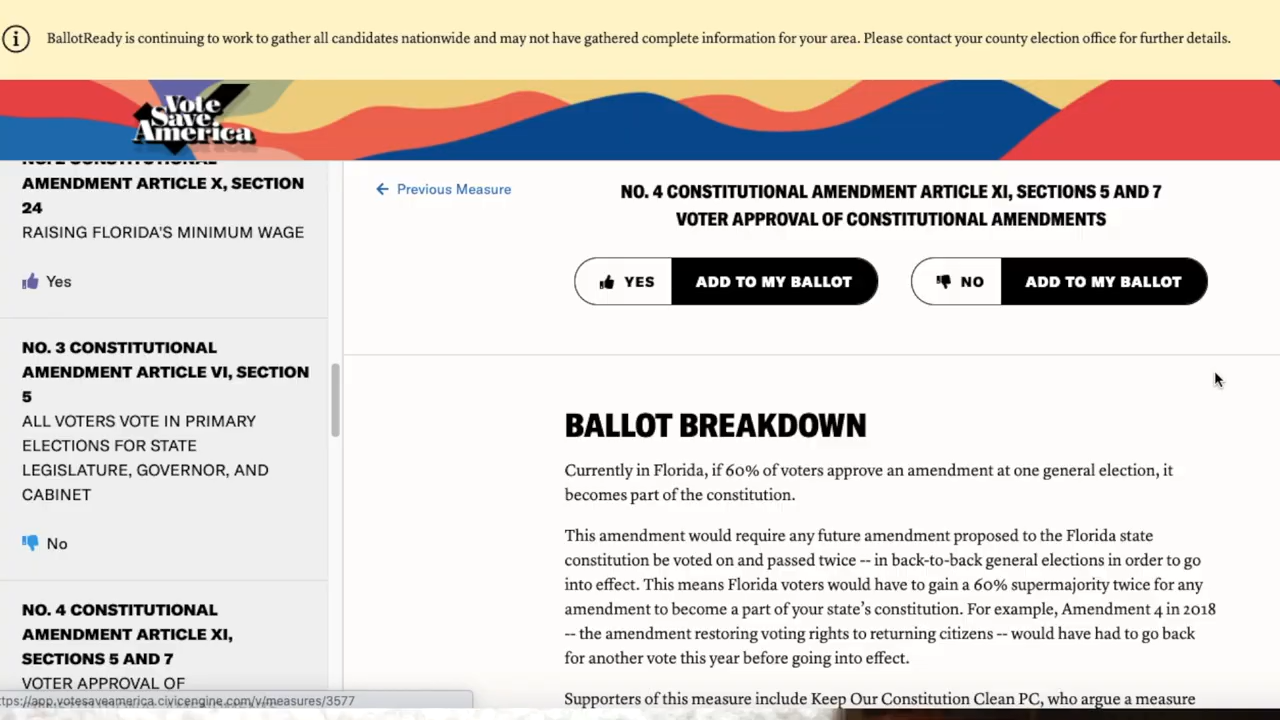 BallotReady is continuing to work to gather all candidates nationwide and may not have gathered complete information for your area. Please contact your county election office for further details.
Vote
Save
America
AMENDMENT ARTICLE X, SECTION
24
RAISING FLORIDA'S MINIMUM WAGE
Yes
NO. 3 CONSTITUTIONAL
AMENDMENT ARTICLE VI, SECTION
5
ALL VOTERS VOTE IN PRIMARY
ELECTIONS FOR STATE
LEGISLATURE, GOVERNOR, AND
CABINET
No
NO. 4 CONSTITUTIONAL
AMENDMENT ARTICLE XI,
SECTIONS 5 AND 7
VOTER APPROVAL OF
ttps://app.votesaveamerica.civicengine.com/v/measures/3577
← Previous Measure
NO. 4 CONSTITUTIONAL AMENDMENT ARTICLE XI, SECTIONS 5 AND 7
VOTER APPROVAL OF CONSTITUTIONAL AMENDMENTS
YES ADD TO MY BALLOT
NO ADD TO MY BALLOT
BALLOT BREAKDOWN
Currently in Florida, if 60% of voters approve an amendment at one general election, it
becomes part of the constitution.
This amendment would require any future amendment proposed to the Florida state
constitution be voted on and passed twice -- in back-to-back general elections in order to go
into effect. This means Florida voters would have to gain a 60% supermajority twice for any
amendment to become a part of your state's constitution. For example, Amendment 4 in 2018
-- the amendment restoring voting rights to returning citizens -- would have had to go back
for another vote this year before going into effect.
Supporters of this measure include Keep Our Constitution Clean PC, who argue a measure